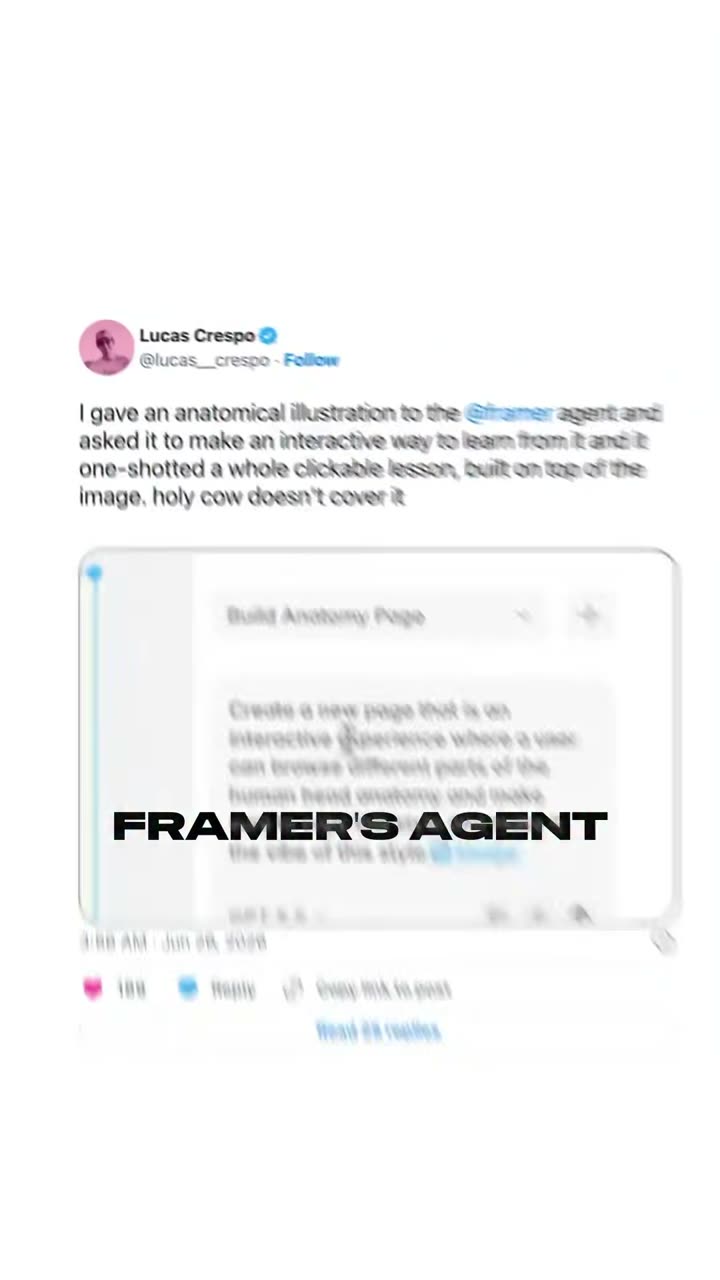 Lucas Crespo
@lucas__crespo · Follow
I gave an anatomical illustration to the @framer agent and
asked it to make an interactive way to learn from it and it
one-shotted a whole clickable lesson, built on top of the
image. holy cow doesn't cover it
Build Anatomy Page
Create a new page that is an
interactive experience where a user
can browse different parts of the
human head anatomy and make
FRAMER'S AGENT
the vibe of this style
Reply
Copy link to post